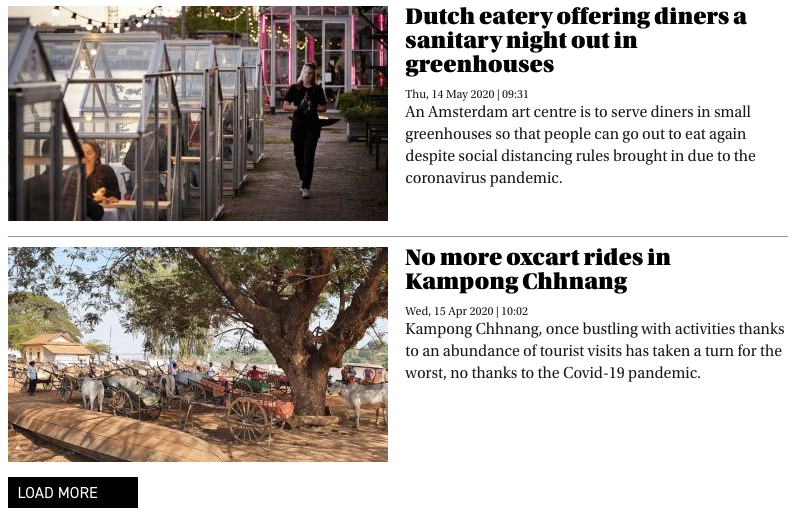 Dutch eatery offering diners a
sanitary night out in
greenhouses
Thu, 14 May 2020 | 09:31
An Amsterdam art centre is to serve diners in small
greenhouses so that people can go out to eat again
despite social distancing rules brought in due to the
coronavirus pandemic.
No more oxcart rides in
Kampong Chhnang
Wed, 15 Apr 2020 | 10:02
Kampong Chhnang, once bustling with activities thanks
to an abundance of tourist visits has taken a turn for the
worst, no thanks to the Covid-19 pandemic.
LOAD MORE